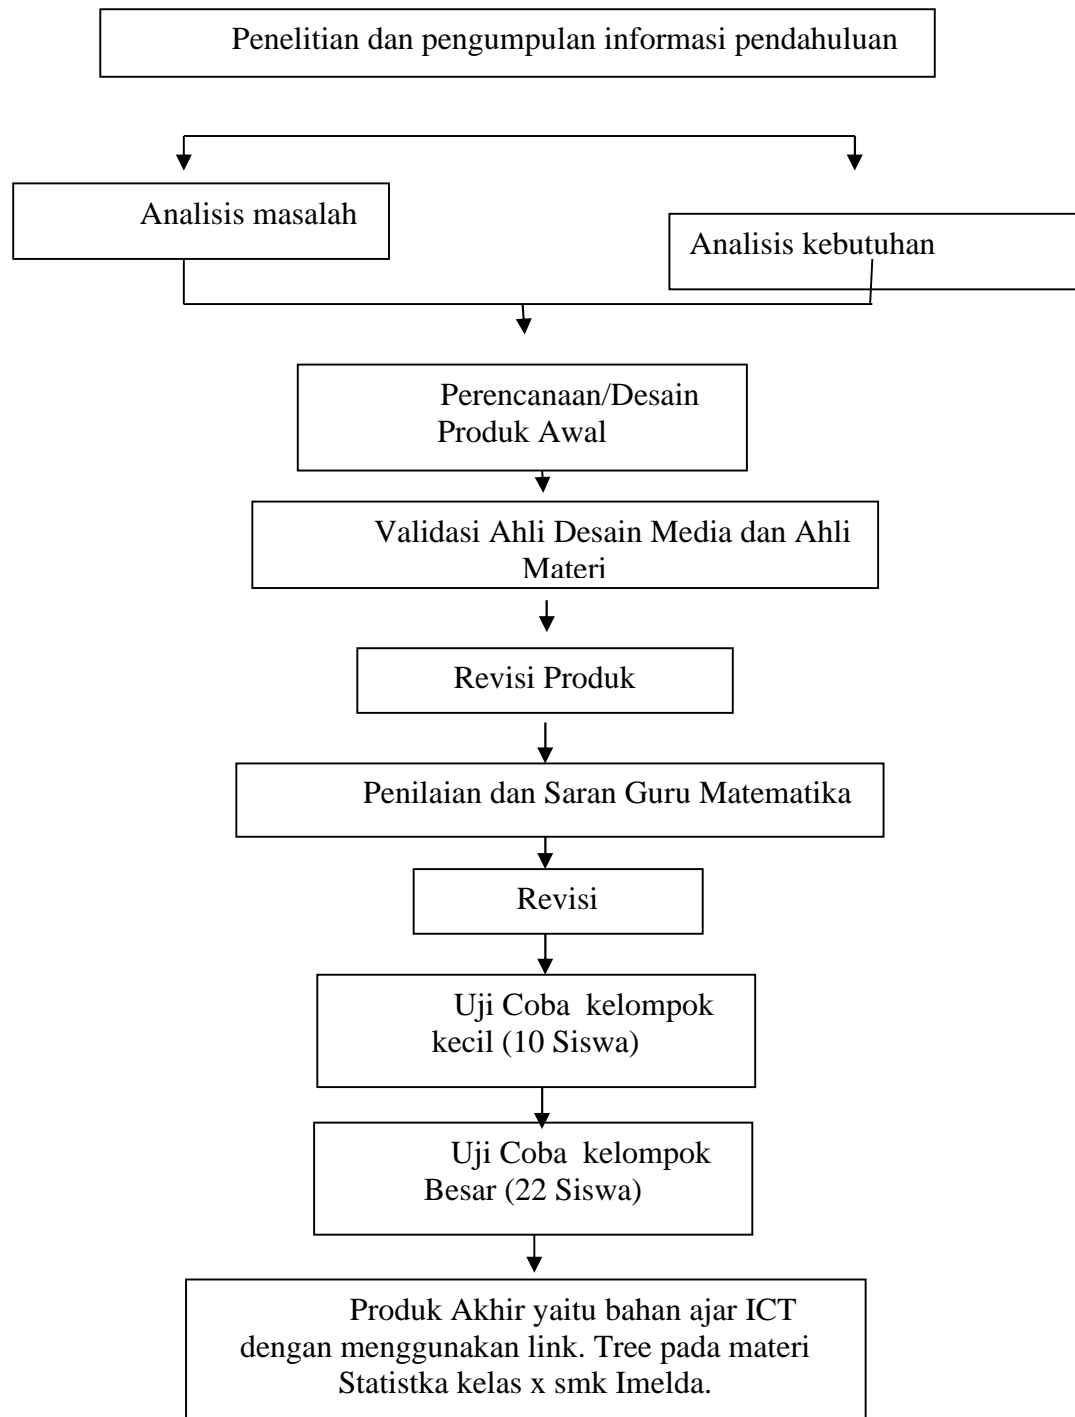 Penelitian dan pengumpulan informasi pendahuluan
Analisis masalah
Analisis kebutuhan
Perencanaan/Desain
Produk Awal
Validasi Ahli Desain Media dan Ahli
Materi
Revisi Produk
Penilaian dan Saran Guru Matematika
Revisi
Uji Coba  kelompok
kecil (10 Siswa)
Uji Coba  kelompok
Besar (22 Siswa)
Produk Akhir yaitu bahan ajar ICT
dengan menggunakan link. Tree pada materi
Statistka kelas x smk Imelda.